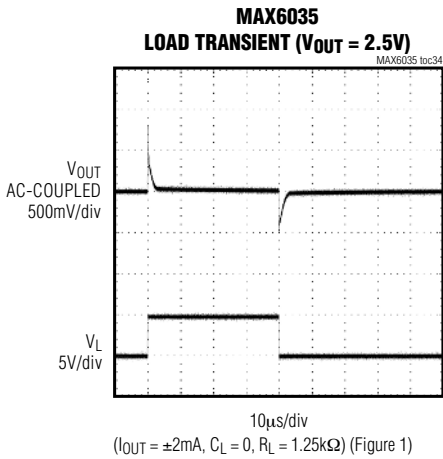 MAX6035
LOAD TRANSIENT (VOUT = 2.5V)
MAX6035 toc34
VOUT
AC-COUPLED
500mV/div
VL
5V/div
10μs/div
(IOUT = ±2mA, CL = 0, RL = 1.25kΩ) (Figure 1)